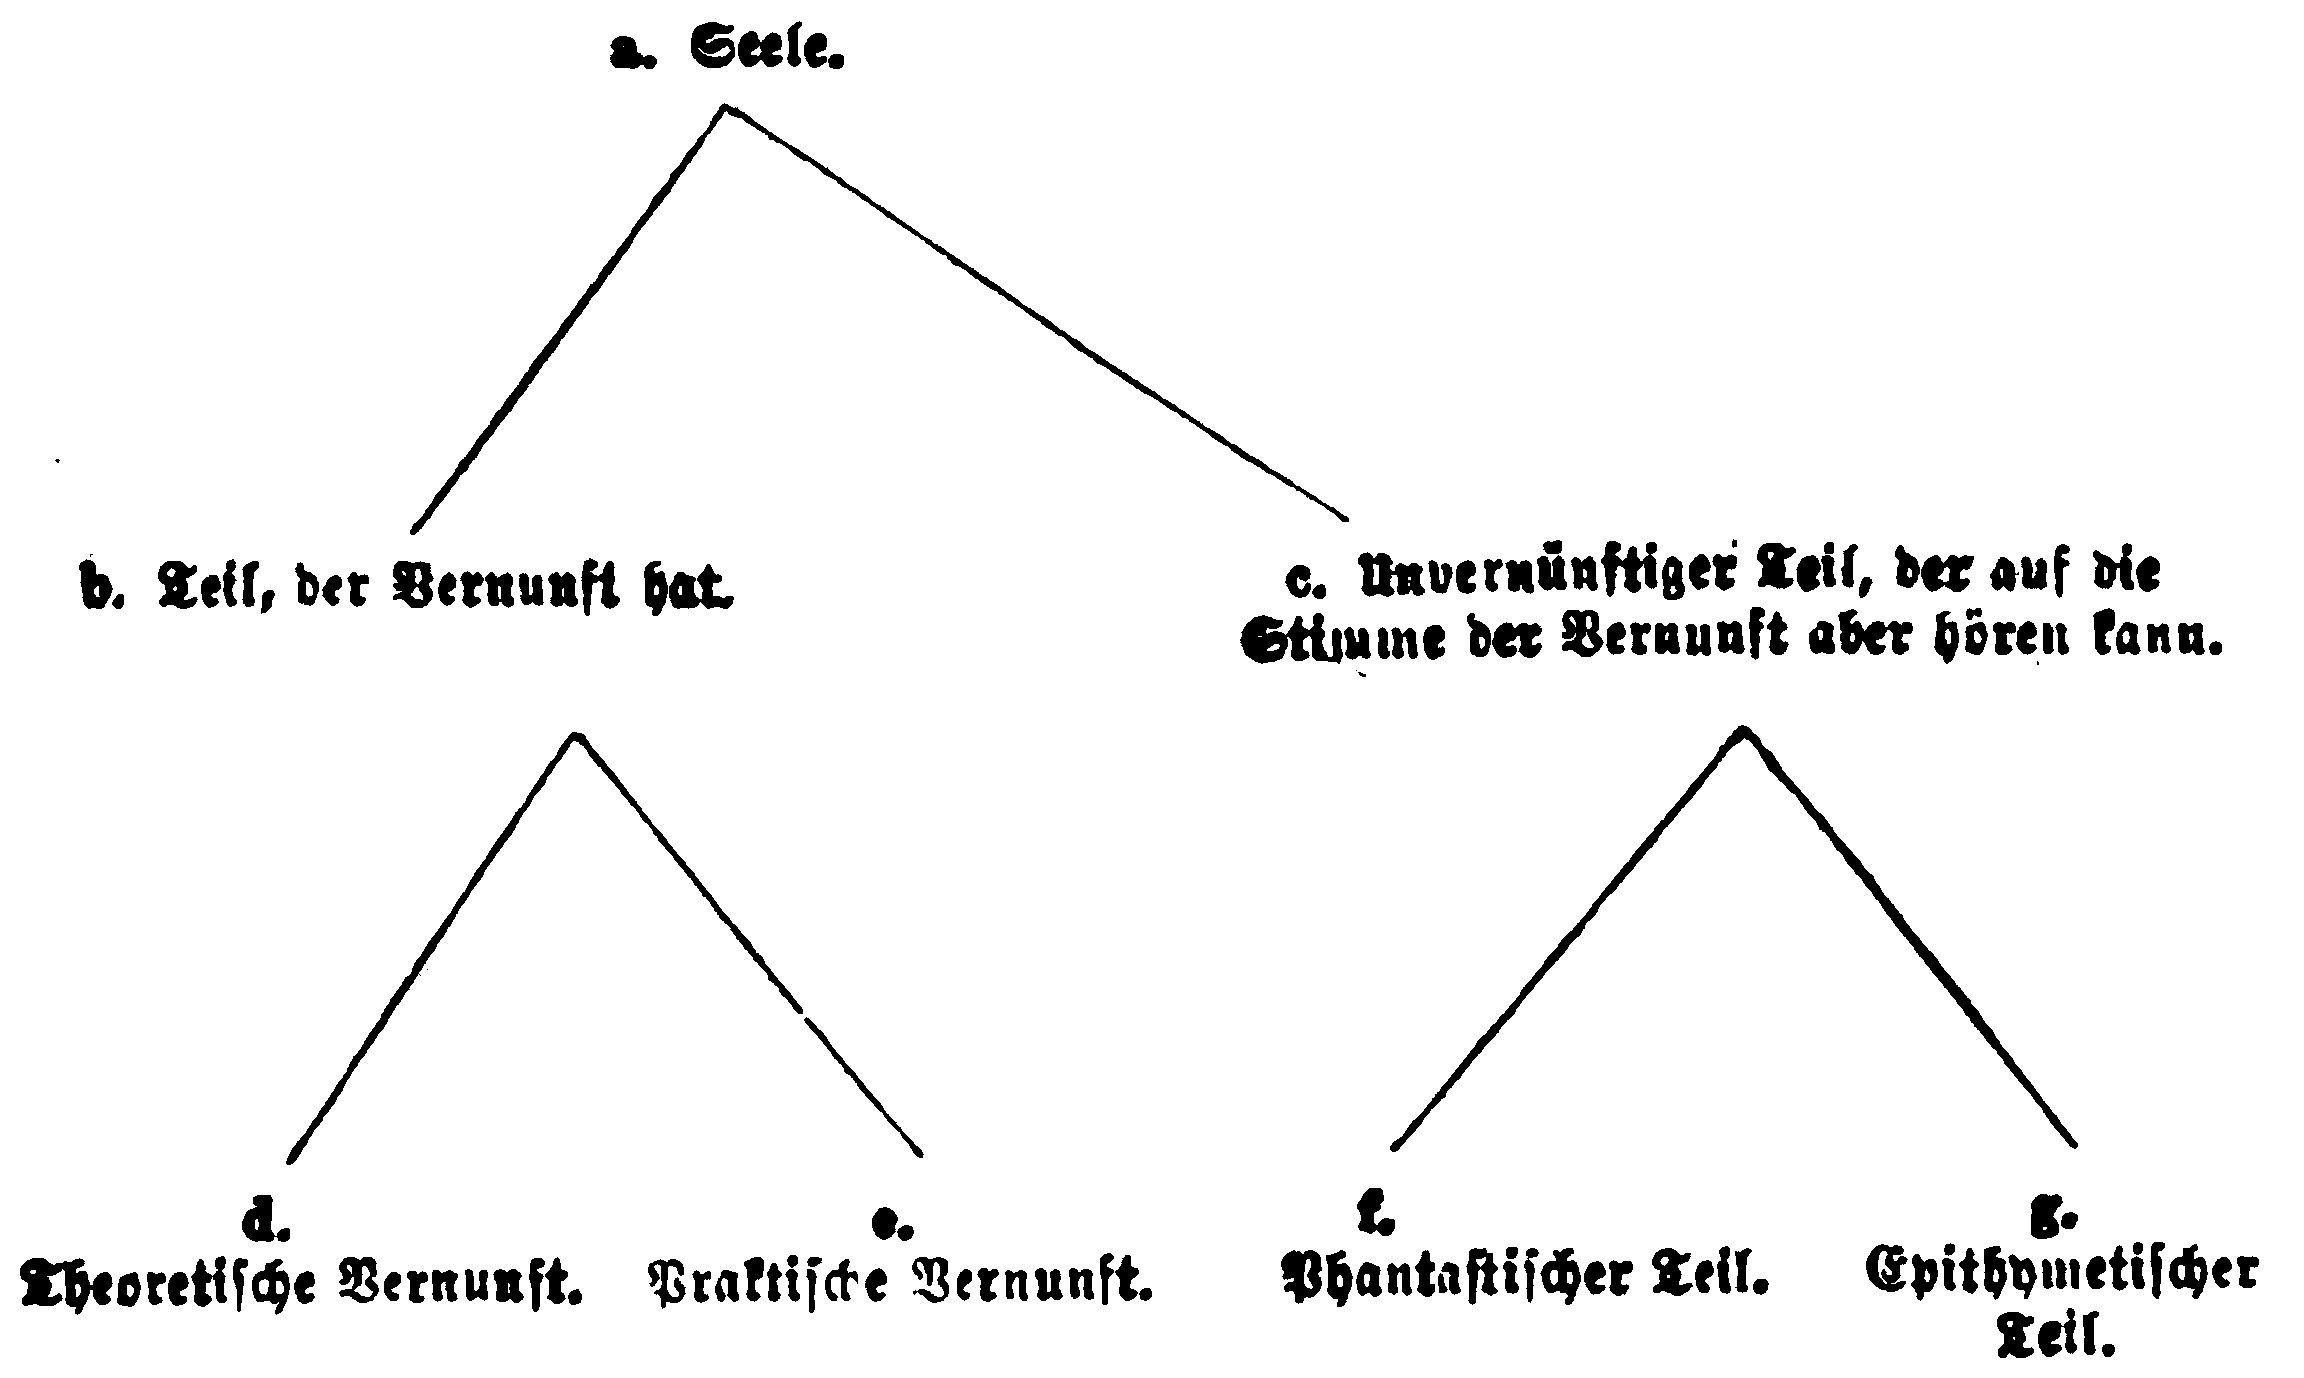 a. Seele.
b. Teil, der Vernunft hat.
c. Unvernünftiger Teil, der auf die
Stimme der Vernunft aber hören kann.
d.
Theoretische Vernunft.
e.
Praktische Vernunft.
f.
Phantastischer Teil.
g.
Epithymetischer
Teil.